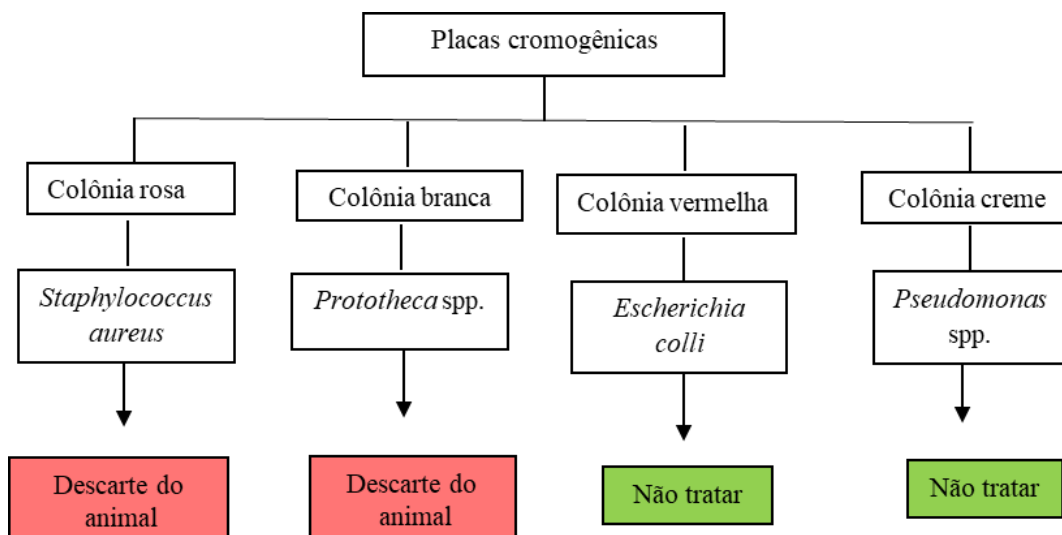 Placas cromogênicas
Colônia rosa
Colônia branca
Colônia vermelha
Colônia creme
Staphylococcus
aureus
Prototheca spp.
Escherichia
colli
Pseudomonas
spp.
Descarte do
animal
Descarte do
animal
Não tratar
Não tratar